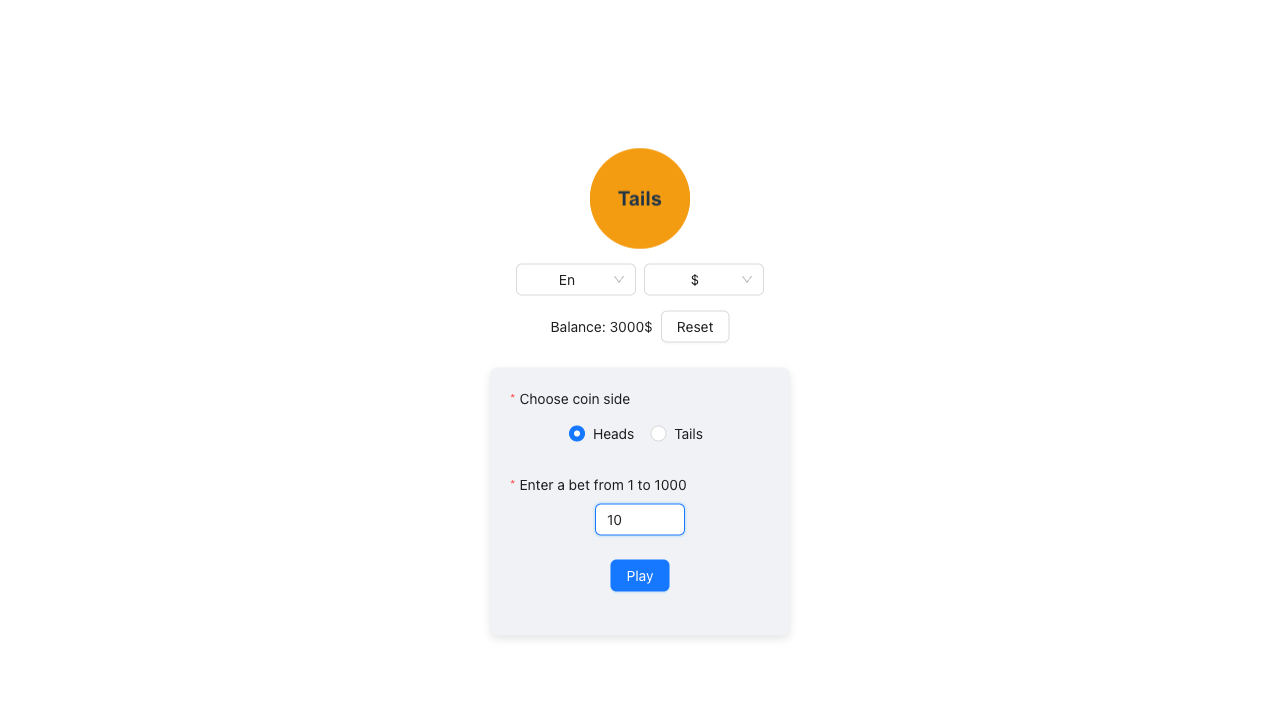 Tails
En
$
Balance: 3000$ Reset
* Choose coin side
Heads Tails
* Enter a bet from 1 to 1000
10
Play